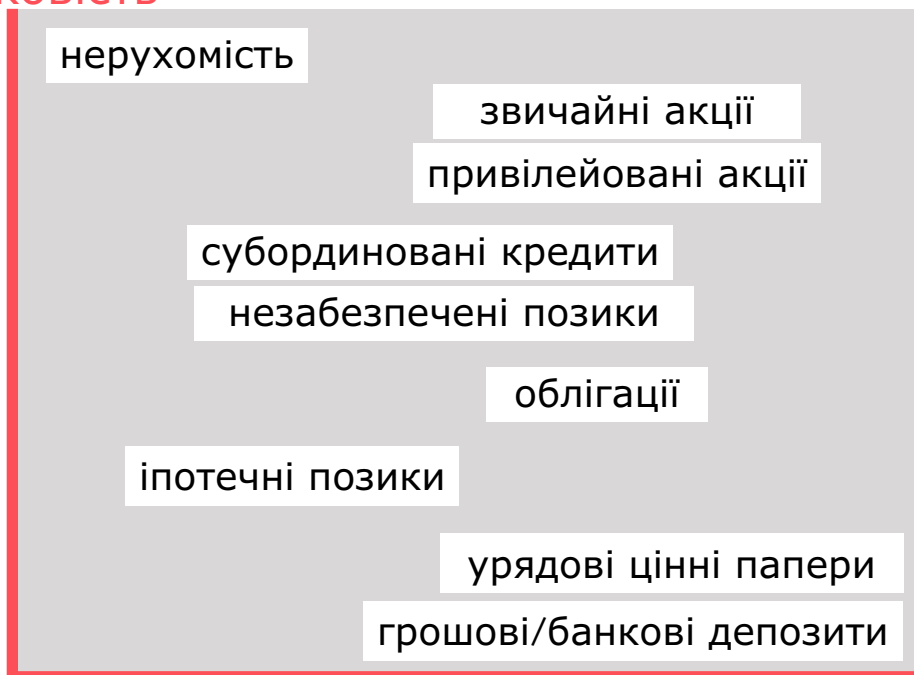 нерухомість
звичайні акції
привілейовані акції
субординовані кредити
незабезпечені позики
облігації
іпотечні позики
урядові цінні папери
грошові/банкові депозити